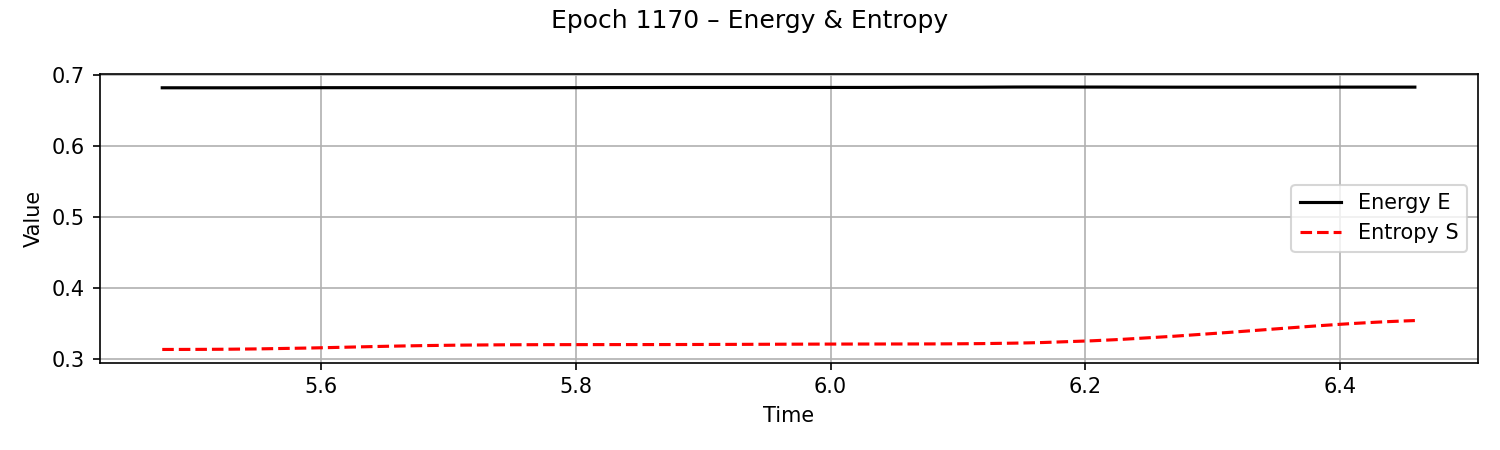 Epoch 1170 – Energy & Entropy
0.7
0.6
0.5
0.4
0.3
Value
Energy E
Entropy S
5.6 5.8 6.0 6.2 6.4
Time